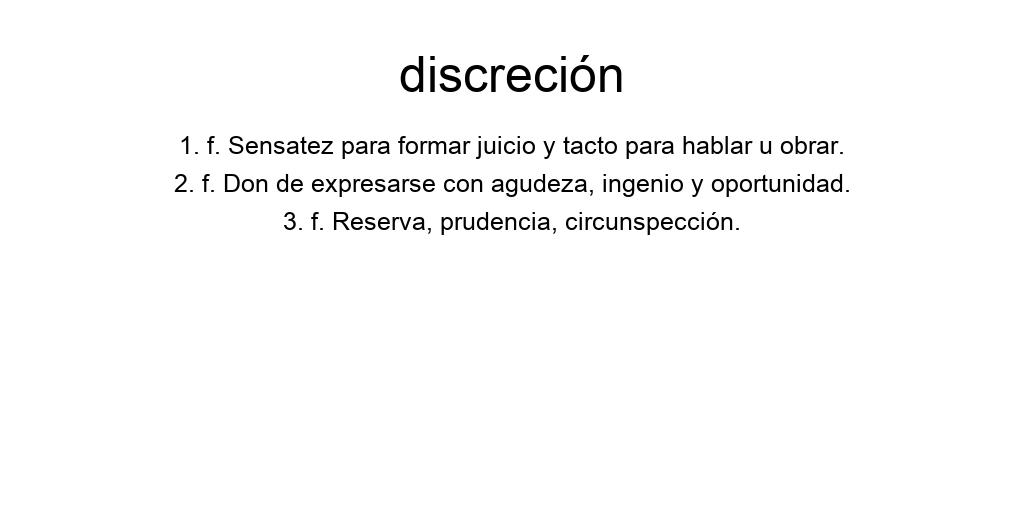 discreción
1. f. Sensatez para formar juicio y tacto para hablar u obrar.
2. f. Don de expresarse con agudeza, ingenio y oportunidad.
3. f. Reserva, prudencia, circunspección.